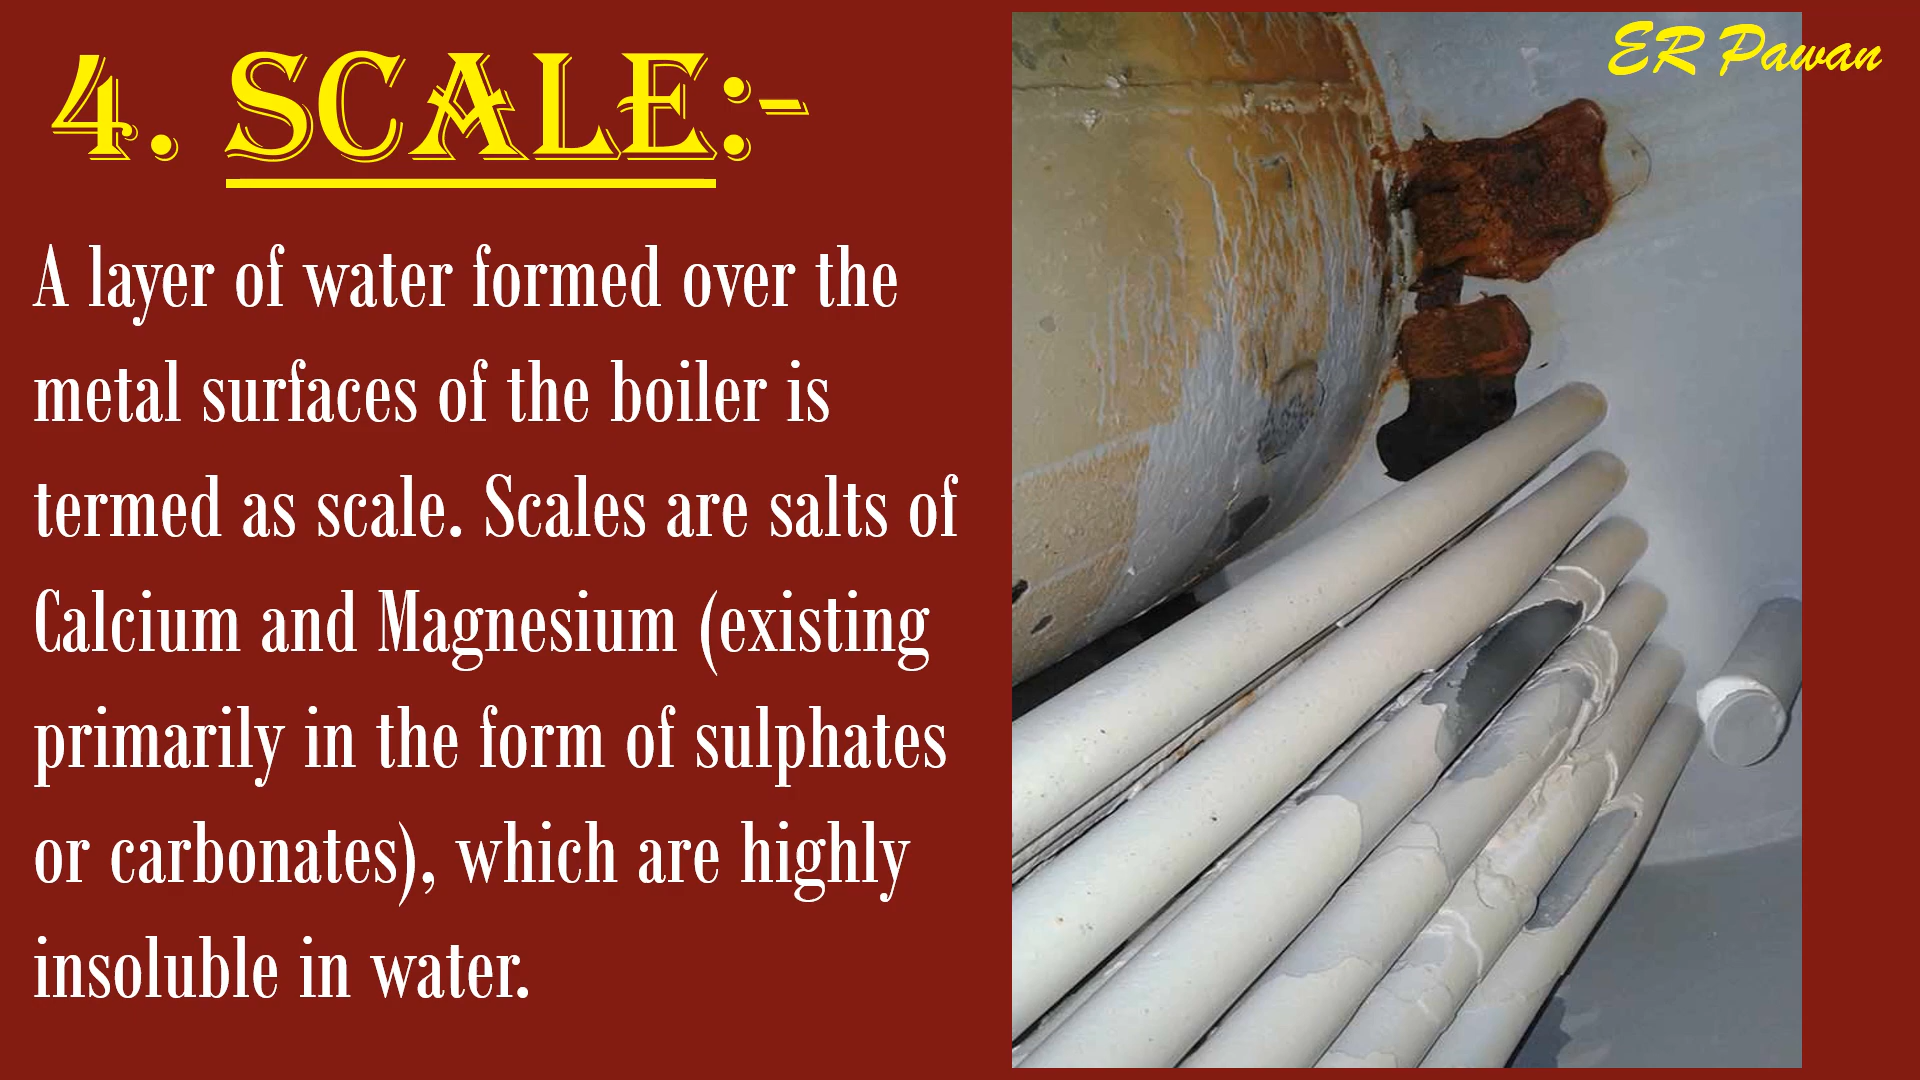 4. SCALE:-
ER Pawan
A layer of water formed over the
metal surfaces of the boiler is
termed as scale. Scales are salts of
Calcium and Magnesium (existing
primarily in the form of sulphates
or carbonates), which are highly
insoluble in water.